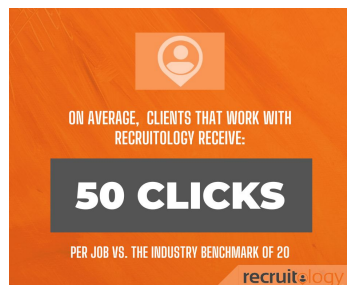 ON AVERAGE, CLIENTS THAT WORK WITH
RECRUITOLOGY RECEIVE:
50 CLICKS
PER JOB VS. THE INDUSTRY BENCHMARK OF 20
recruitology